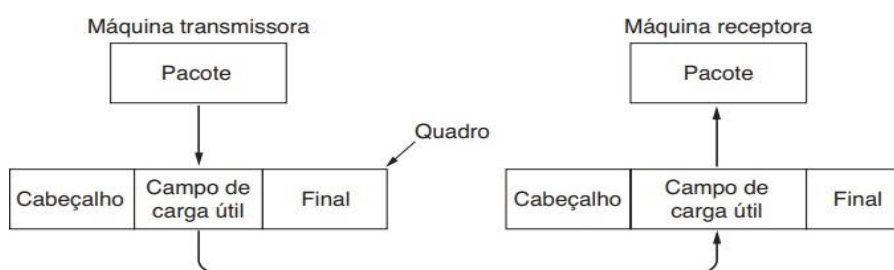 Máquina transmissora
Pacote
Quadro
Cabeçalho
Campo de
carga útil
Final
Máquina receptora
Pacote
Cabeçalho
Campo de
carga útil
Final